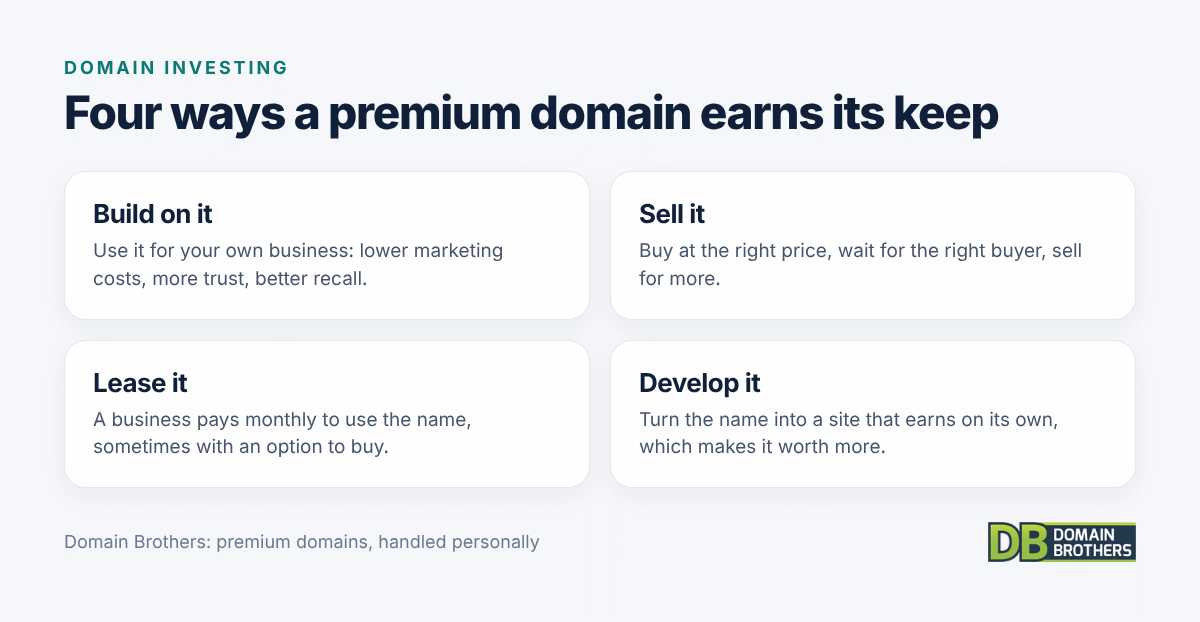 DOMAIN INVESTING
Four ways a premium domain earns its keep
Build on it
Use it for your own business: lower marketing
costs, more trust, better recall.
Sell it
Buy at the right price, wait for the right buyer, sell
for more.
Lease it
A business pays monthly to use the name,
sometimes with an option to buy.
Develop it
Turn the name into a site that earns on its own,
which makes it worth more.
Domain Brothers: premium domains, handled personally
DB DOMAIN
BROTHERS